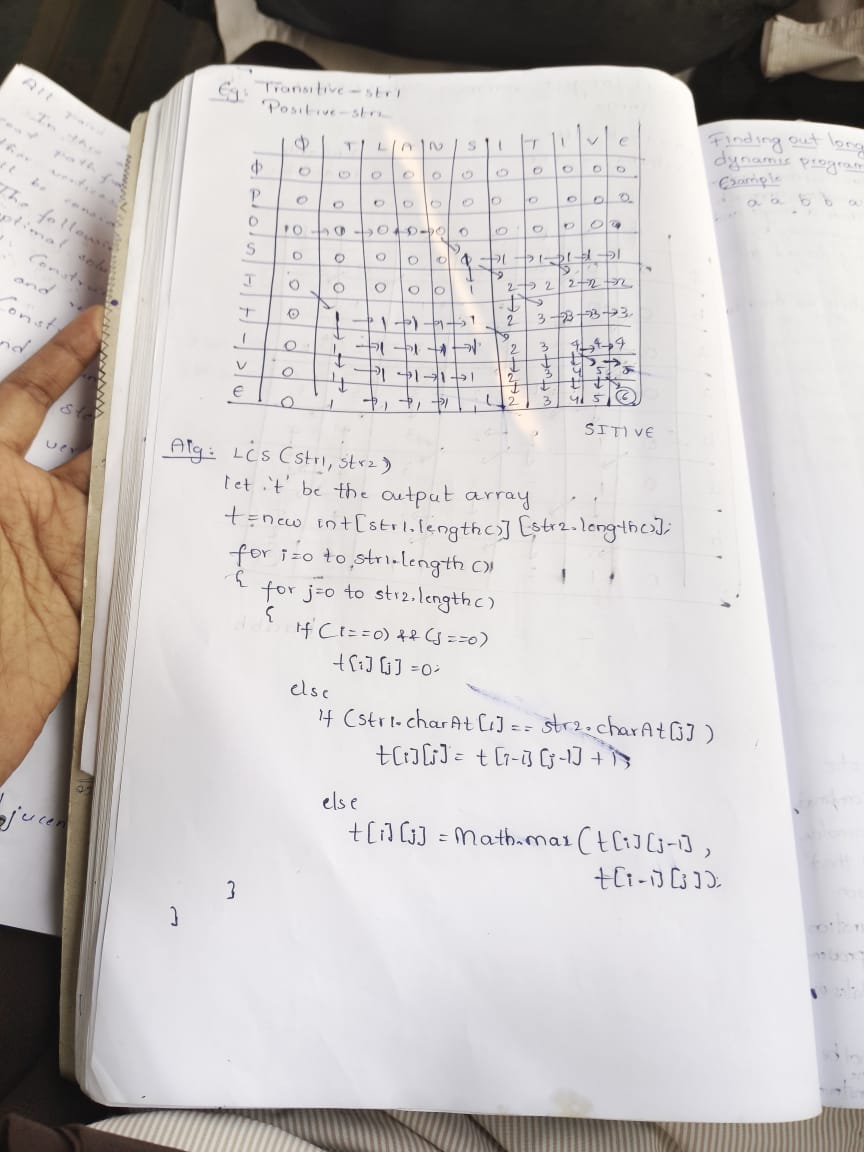 All
In this
The following
optimal
and
Eg: Transitive-str1
Positive-str2
Φ T L A N S I T I V E
Φ 0 0 0 0 0 0 0 0 0 0 0
P 0 0 0 0 0 0 0 0 0 0 0
O 0 → 0 → 0 → 0 → 0 0 0 0 0 0 0
S 0 0 0 0 0 1 → 1 → 1 → 1 → 1 → 1
I 0 0 0 0 0 1 2 → 2 2 → 2 → 2
T 0 1 → 1 → 1 → 1 → 1 2 3 → 3 → 3 → 3
I 0 1 → 1 → 1 → 1 → 1 2 3 4 → 4 → 4
V 0 1 → 1 → 1 → 1 → 1 2 3 4 5 → 5
E 0 1 → 1 → 1 → 1 1 2 3 4 5 6
SITIVE
Alg: LCS (str1, str2)
let 't' be the output array
t=new int[str1.length()] [str2.length()];
for i=0 to str1.length ()
{ for j=0 to str2.length()
{
if (i==0) && (j==0)
t[i][j] =0;
else
if (str1.charAt[i] == str2.charAt[j])
t[i][j] = t[i-1][j-1] + 1;
else
t[i][j] = Math.max (t[i][j-1],
t[i-1][j]);
}
}
Finding out long
dynamic program
Example
a a b b a